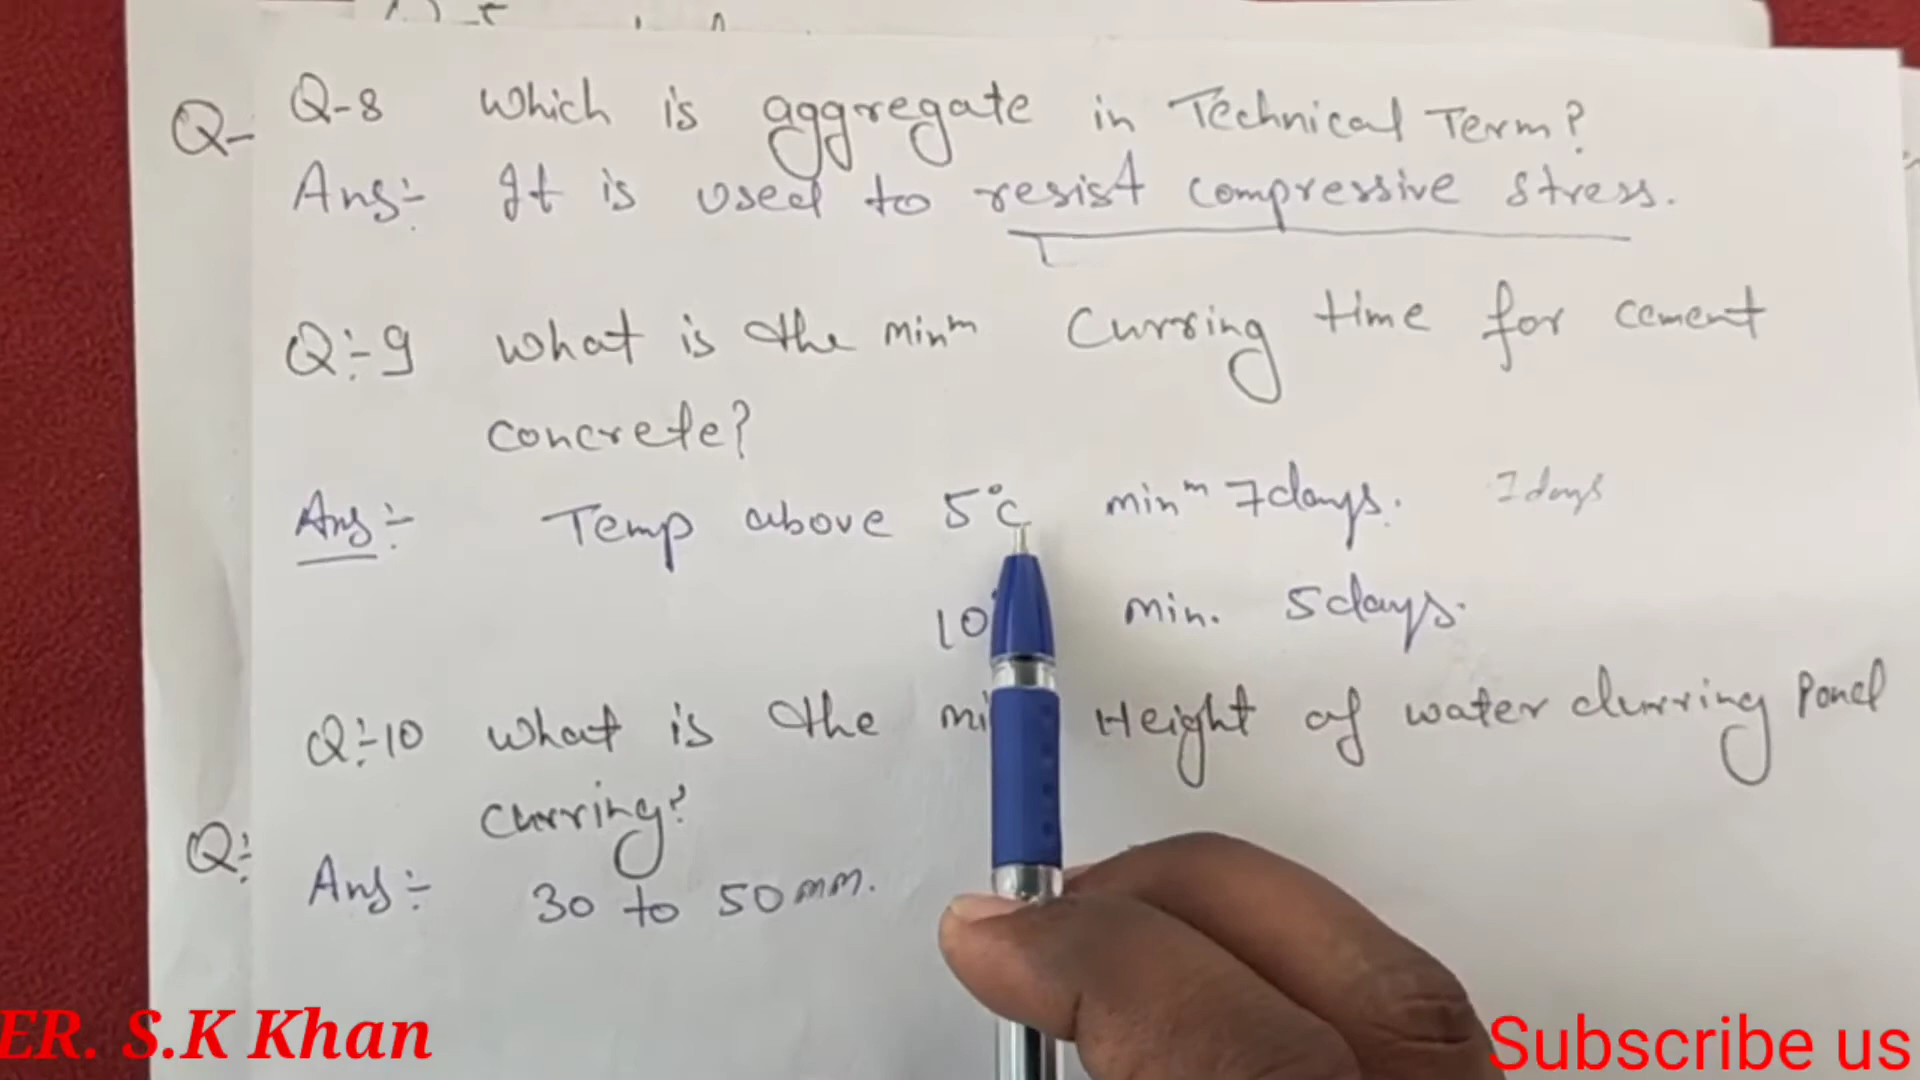 Q- Q-8 Which is aggregate in Technical Term?
Ans:- It is used to resist compressive stress.
Q:-9 What is the minm Curring time for cement
concrete?
Ans:- Temp above 5°C minm 7days. 7days
10 min. 5days.
Q:-10 What is the Height of water durring Pond
curring?
Q:-
Ans:- 30 to 50mm.
ER. S.K Khan
Subscribe us